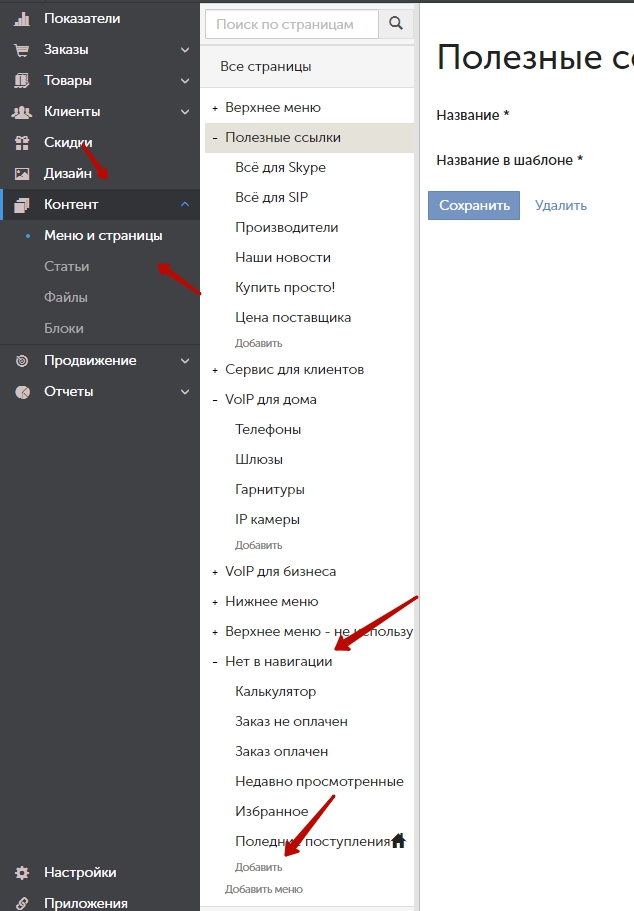 Показатели
Заказы
Товары
Клиенты
Скидки
Дизайн
Контент
Меню и страницы
Статьи
Файлы
Блоки
Продвижение
Отчеты
Настройки
Приложения
Поиск по страницам
Все страницы
+ Верхнее меню
- Полезные ссылки
Всё для Skype
Всё для SIP
Производители
Наши новости
Купить просто!
Цена поставщика
Добавить
+ Сервис для клиентов
- VoIP для дома
Телефоны
Шлюзы
Гарнитуры
IP камеры
Добавить
+ VoIP для бизнеса
+ Нижнее меню
+ Верхнее меню - не использу
- Нет в навигации
Калькулятор
Заказ не оплачен
Заказ оплачен
Недавно просмотренные
Избранное
Поледние поступления
Добавить
Добавить меню
Полезные сс
Название *
Название в шаблоне *
Сохранить Удалить